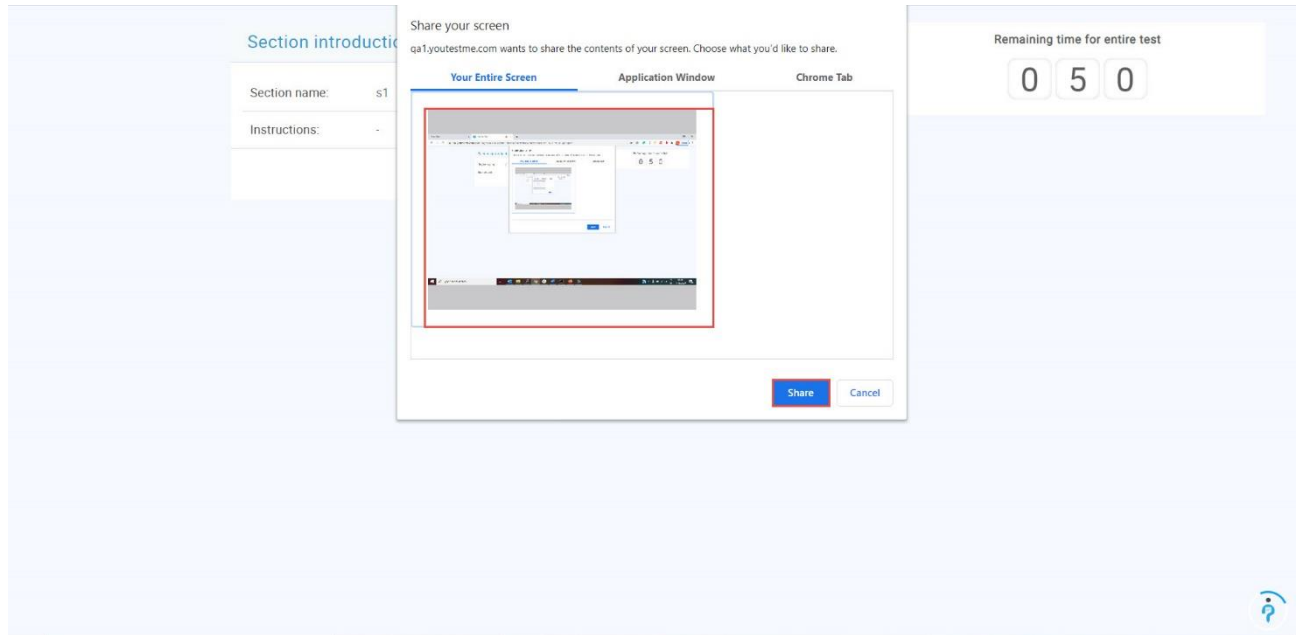 Share your screen
Section introductio
qa1.youtestme.com wants to share the contents of your screen. Choose what you'd like to share.
Remaining time for entire test
Your Entire Screen Application Window Chrome Tab
0 5 0
Section name: s1
Instructions: -
Share Cancel